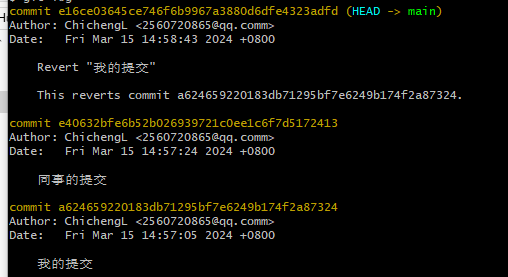 commit e16ce03645ce746f6b9967a3880d6dfe4323adfd (HEAD -> main)
Author: ChichengL <2560720865@qq.comm>
Date:   Fri Mar 15 14:58:43 2024 +0800
Revert "我的提交"
This reverts commit a624659220183db71295bf7e6249b174f2a87324.
commit e40632bfe6b52b026939721c0ee1c6f7d5172413
Author: ChichengL <2560720865@qq.comm>
Date:   Fri Mar 15 14:57:24 2024 +0800
同事的提交
commit a624659220183db71295bf7e6249b174f2a87324
Author: ChichengL <2560720865@qq.comm>
Date:   Fri Mar 15 14:57:05 2024 +0800
我的提交